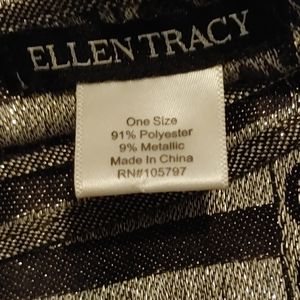 ELLEN TRACY
One Size
91% Polyester
9% Metallic
Made In China
RN#105797